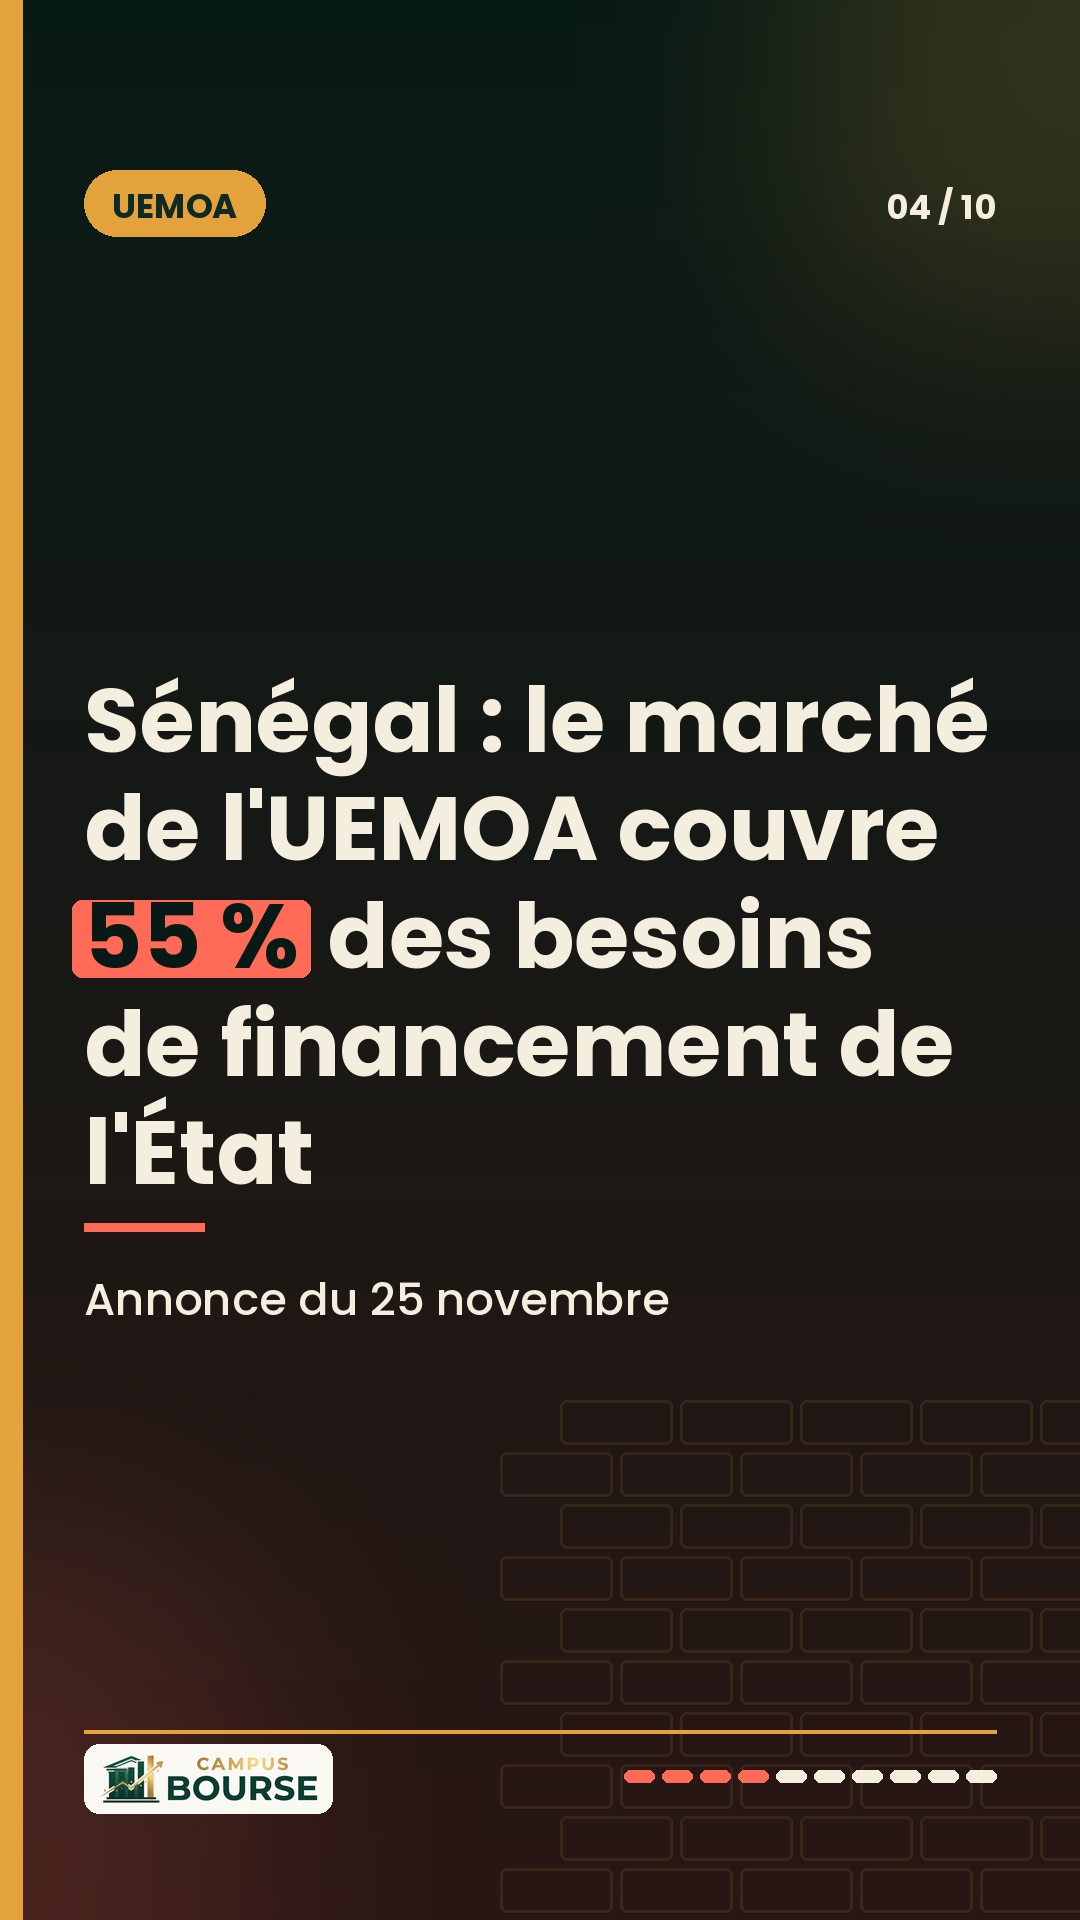 UEMOA
04 / 10
Sénégal : le marché
de l'UEMOA couvre
55 % des besoins
de financement de
l'État
Annonce du 25 novembre
CAMPUS
BOURSE